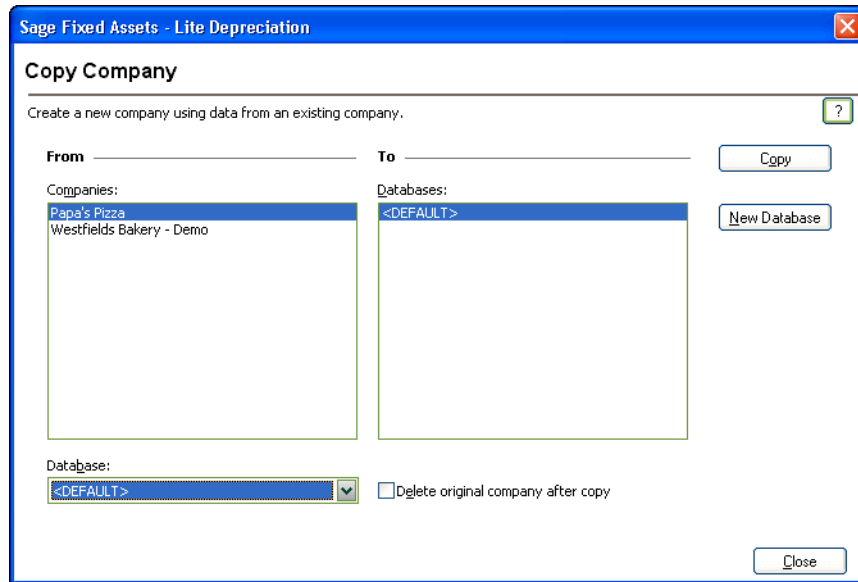 Sage Fixed Assets - Lite Depreciation
Copy Company
Create a new company using data from an existing company.
?
From
To
Copy
Companies:
Databases:
Papa's Pizza
<DEFAULT>
New Database
Westfields Bakery - Demo
Database:
<DEFAULT>
Delete original company after copy
Close